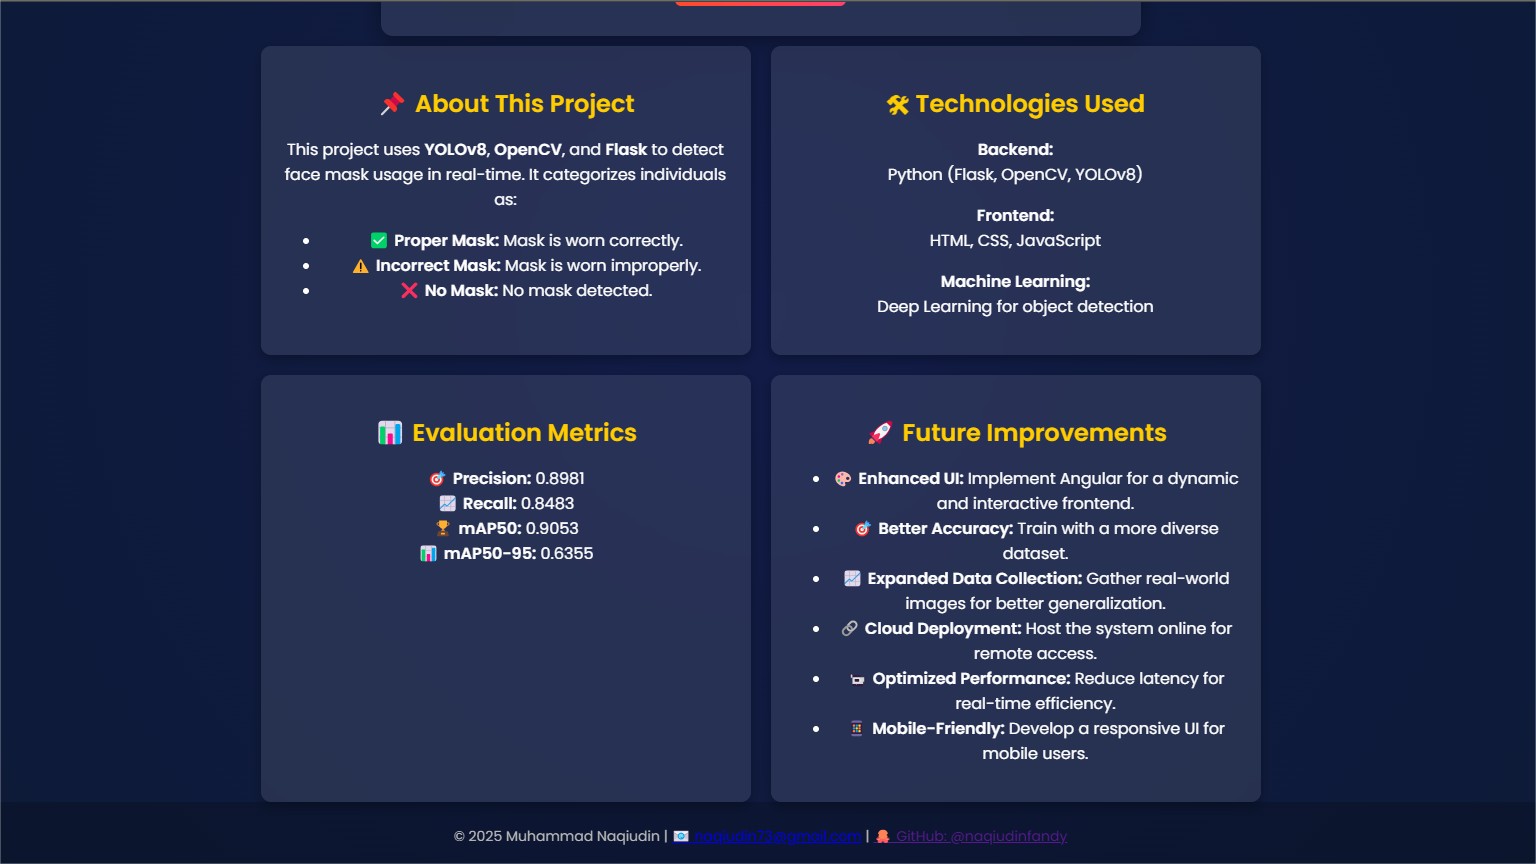 📌 About This Project
This project uses YOLOv8, OpenCV, and Flask to detect
face mask usage in real-time. It categorizes individuals
as:
• ✅ Proper Mask: Mask is worn correctly.
• ⚠️ Incorrect Mask: Mask is worn improperly.
• ❌ No Mask: No mask detected.
🛠 Technologies Used
Backend:
Python (Flask, OpenCV, YOLOv8)
Frontend:
HTML, CSS, JavaScript
Machine Learning:
Deep Learning for object detection
📊 Evaluation Metrics
🎯 Precision: 0.8981
📈 Recall: 0.8483
🏆 mAP50: 0.9053
📊 mAP50-95: 0.6355
🚀 Future Improvements
• 🎨 Enhanced UI: Implement Angular for a dynamic
and interactive frontend.
• 🎯 Better Accuracy: Train with a more diverse
dataset.
• 📈 Expanded Data Collection: Gather real-world
images for better generalization.
• 🔗 Cloud Deployment: Host the system online for
remote access.
• Optimized Performance: Reduce latency for
real-time efficiency.
• 📱 Mobile-Friendly: Develop a responsive UI for
mobile users.
© 2025 Muhammad Naqiudin | 📧 naqiudin73@gmail.com | 🐙 GitHub: @naqiudinfandy